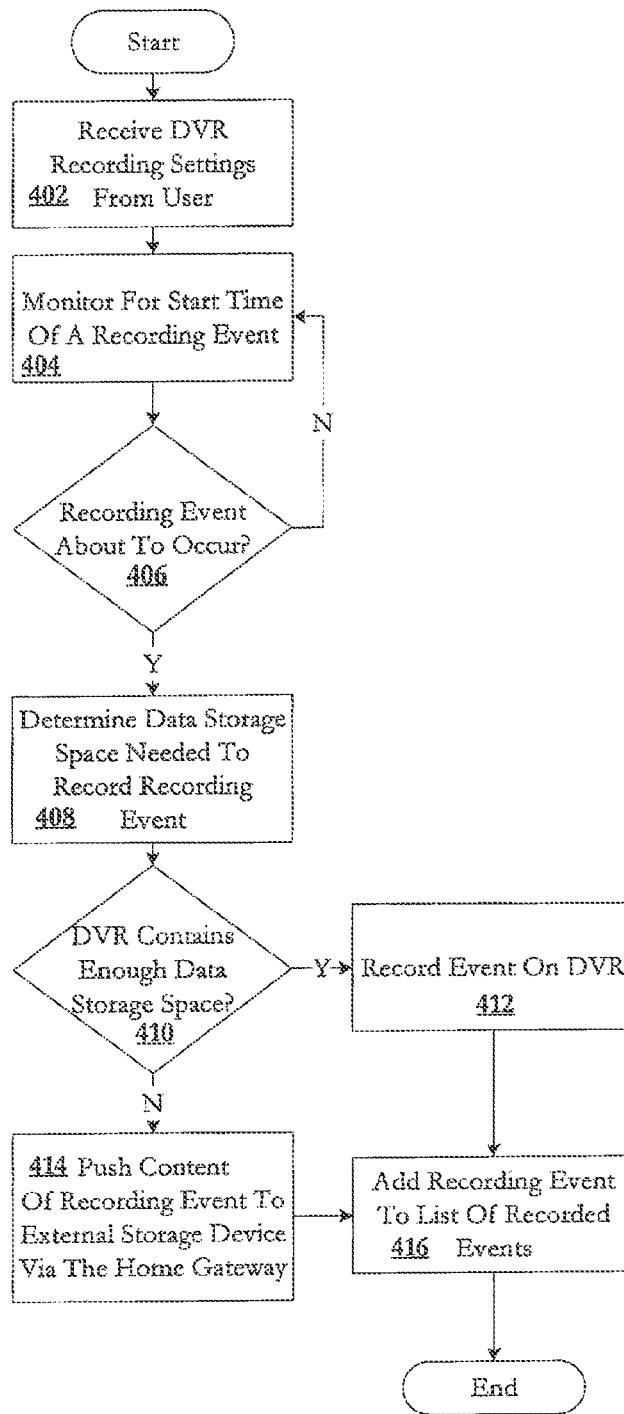 Start
Receive DVR
Recording Settings
402 From User
Monitor For Start Time
Of A Recording Event
404
N
Recording Event
About To Occur?
406
Y
Determine Data Storage
Space Needed To
Record Recording
408 Event
DVR Contains
Enough Data
Storage Space?
410
Y
Record Event On DVR
412
N
414 Push Content
Of Recording Event To
External Storage Device
Via The Home Gateway
Add Recording Event
To List Of Recorded
416 Events
End